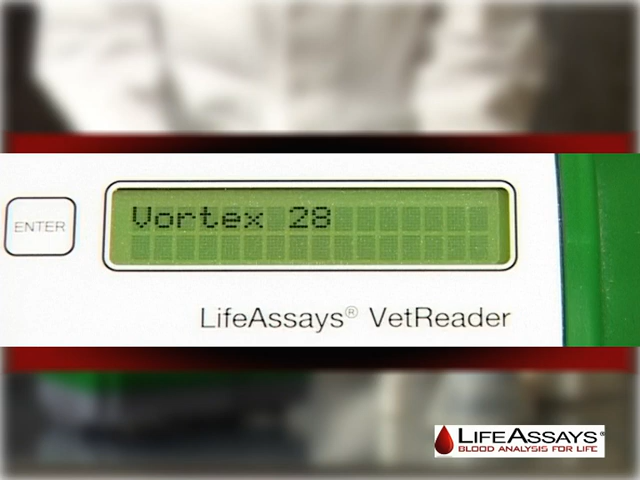 Vortex 28
ENTER
LifeAssays® VetReader
LIFEASSAYS®
BLOOD ANALYSIS FOR LIFE